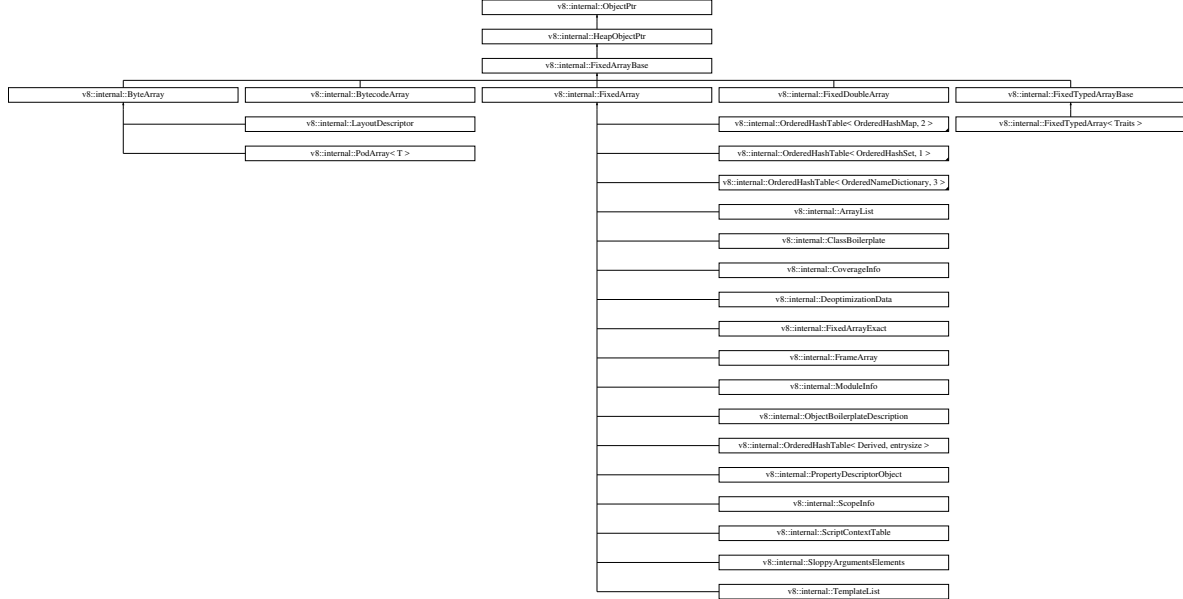 v8::internal::ObjectPtr
v8::internal::HeapObjectPtr
v8::internal::FixedArrayBase
v8::internal::ByteArray v8::internal::BytecodeArray v8::internal::FixedArray v8::internal::FixedDoubleArray v8::internal::FixedTypedArrayBase
v8::internal::LayoutDescriptor v8::internal::OrderedHashTable< OrderedHashMap, 2 > v8::internal::FixedTypedArray< Traits >
v8::internal::PodArray< T > v8::internal::OrderedHashTable< OrderedHashSet, 1 >
v8::internal::OrderedHashTable< OrderedNameDictionary, 3 >
v8::internal::ArrayList
v8::internal::ClassBoilerplate
v8::internal::CoverageInfo
v8::internal::DeoptimizationData
v8::internal::FixedArrayExact
v8::internal::FrameArray
v8::internal::ModuleInfo
v8::internal::ObjectBoilerplateDescription
v8::internal::OrderedHashTable< Derived, entrysize >
v8::internal::PropertyDescriptorObject
v8::internal::ScopeInfo
v8::internal::ScriptContextTable
v8::internal::SloppyArgumentsElements
v8::internal::TemplateList